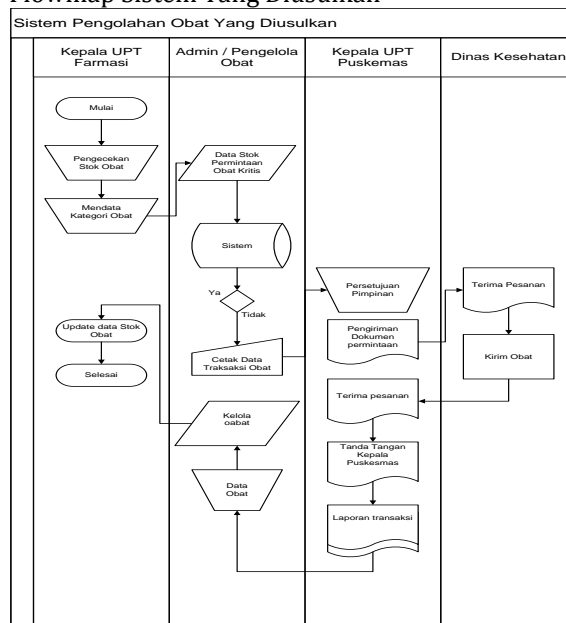 Flowmap Sistem Yang Diusulkan
Sistem Pengolahan Obat Yang Diusulkan
Kepala UPT
Farmasi
Admin / Pengelola
Obat
Kepala UPT
Puskemas
Dinas Kesehatan
Mulai
Pengecekan
Stok Obat
Mendata
Kategori Obat
Data Stok
Permintaan
Obat Kritis
Sistem
Ya
Tidak
Cetak Data
Traksaksi Obat
Persetujuan
Pimpinan
Pengiriman
Dokumen
permintaan
Terima Pesanan
Kirim Obat
Terima pesanan
Tanda Tangan
Kepala
Puskesmas
Laporan transaksi
Data
Obat
Kelola
oabat
Update data Stok
Obat
Selesai